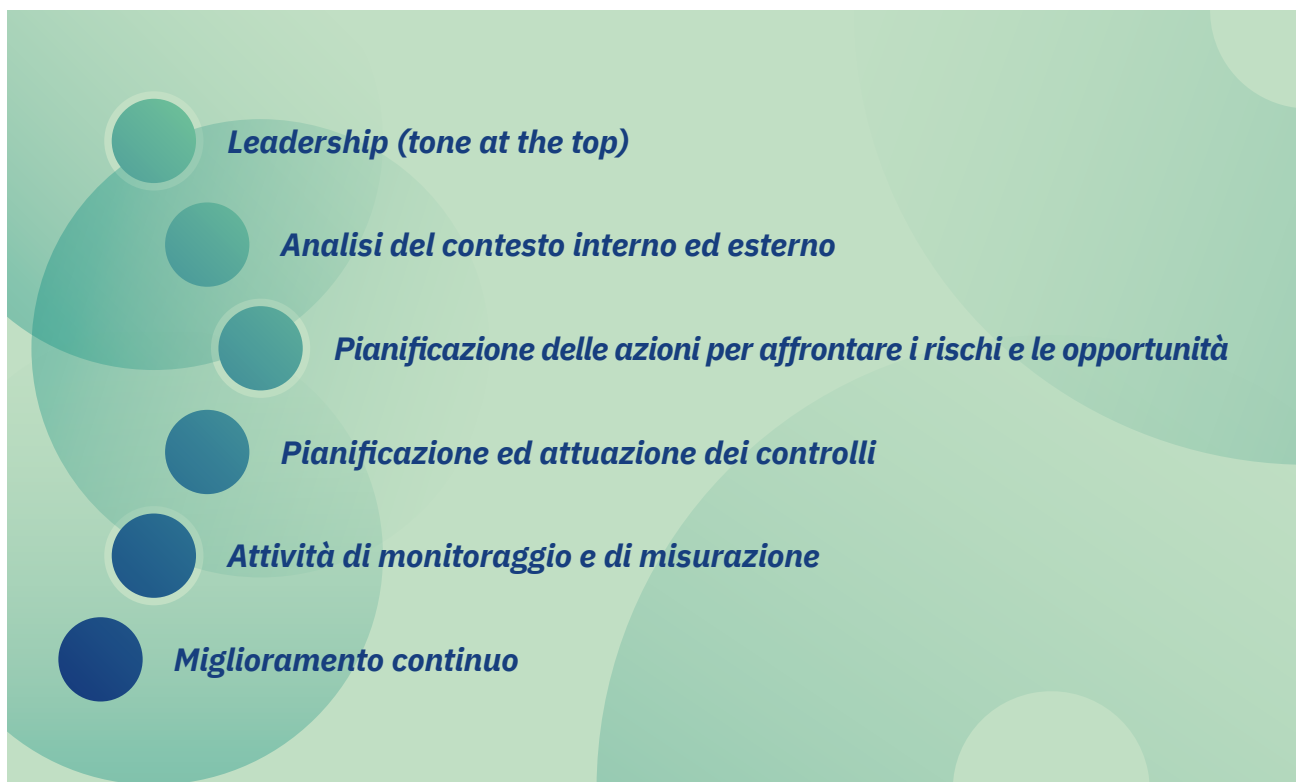 Leadership (tone at the top)
Analisi del contesto interno ed esterno
Pianificazione delle azioni per affrontare i rischi e le opportunità
Pianificazione ed attuazione dei controlli
Attività di monitoraggio e di misurazione
Miglioramento continuo